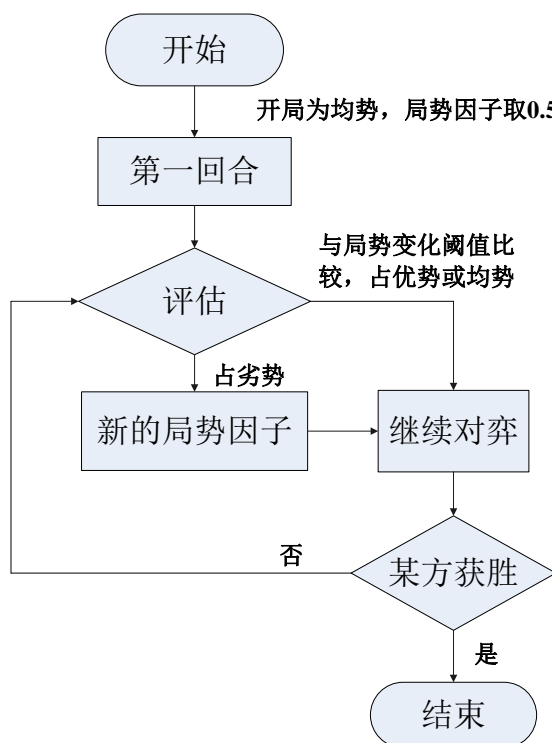 开始
开局为均势，局势因子取0.5
第一回合
与局势变化阈值比
较，占优势或均势
评估
占劣势
新的局势因子
继续对弈
否
某方获胜
是
结束